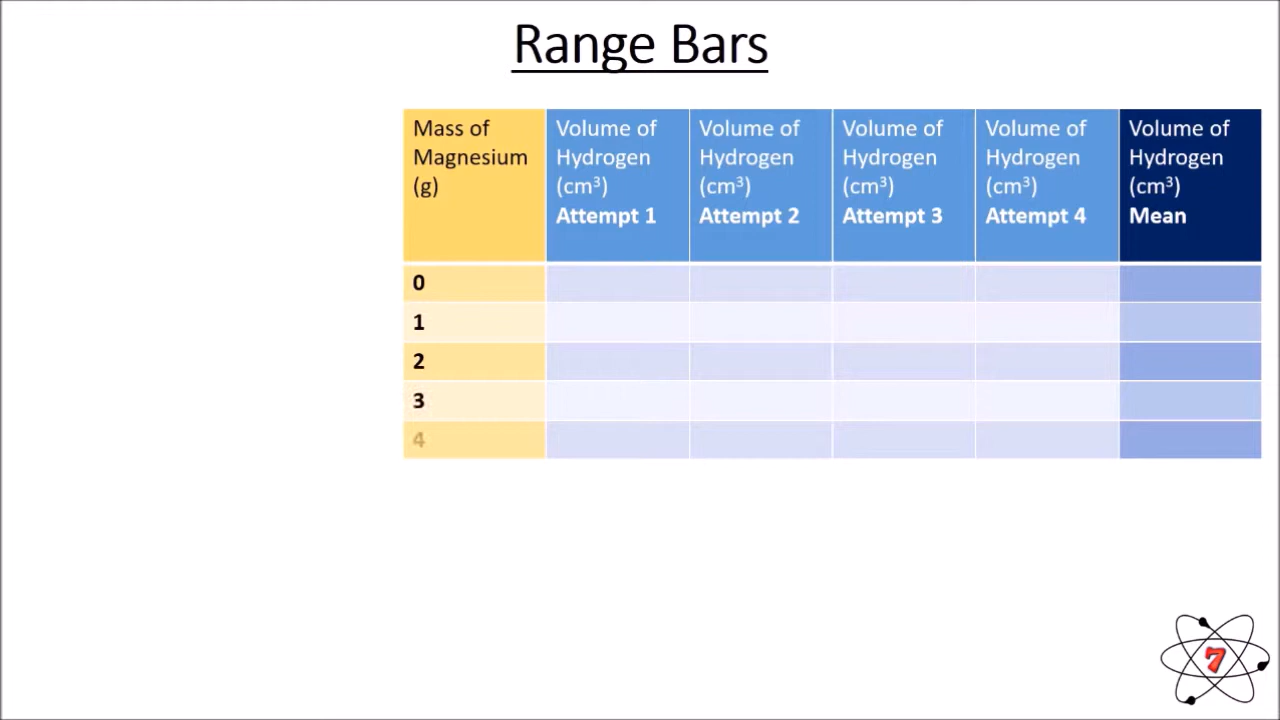 Range Bars
Mass of
Magnesium
(g)
Volume of
Hydrogen
(cm³)
Attempt 1
Volume of
Hydrogen
(cm³)
Attempt 2
Volume of
Hydrogen
(cm³)
Attempt 3
Volume of
Hydrogen
(cm³)
Attempt 4
Volume of
Hydrogen
(cm³)
Mean
0
1
2
3
4
7